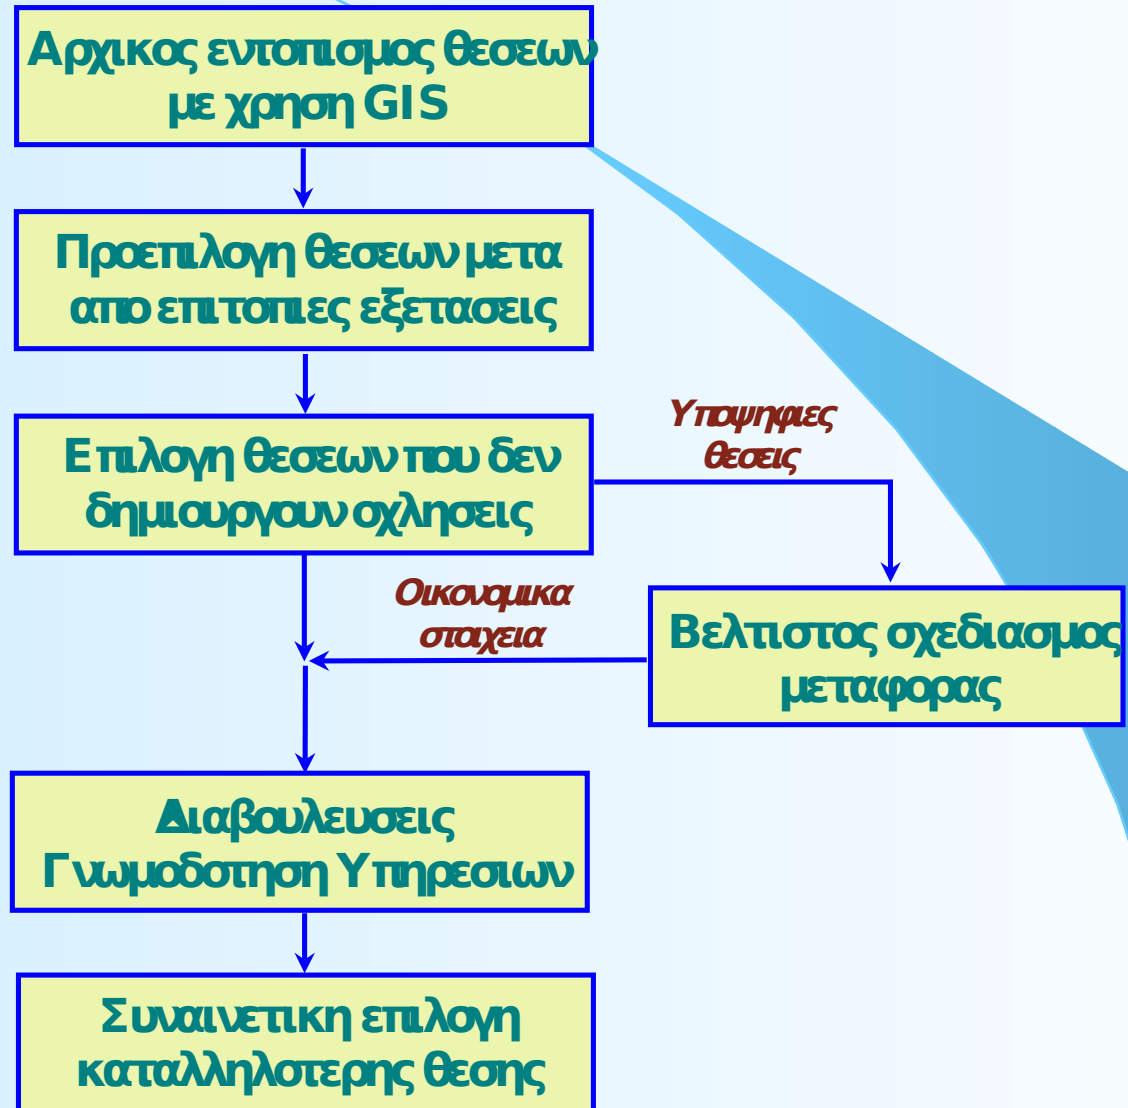 Αρχικος εντοπισμος θεσεων
με χρηση GIS
Προεπιλογη θεσεων μετα
απο επιτοπιες εξετασεις
Επιλογη θεσεων που δεν
δημιουργουν οχλησεις
Υποψηφιες
θεσεις
Οικονομικα
στοιχεια
Βελτιστος σχεδιασμος
μεταφορας
Διαβουλευσεις
Γνωμοδοτηση Υπηρεσιων
Συναινετικη επιλογη
καταλληλοτερης θεσης